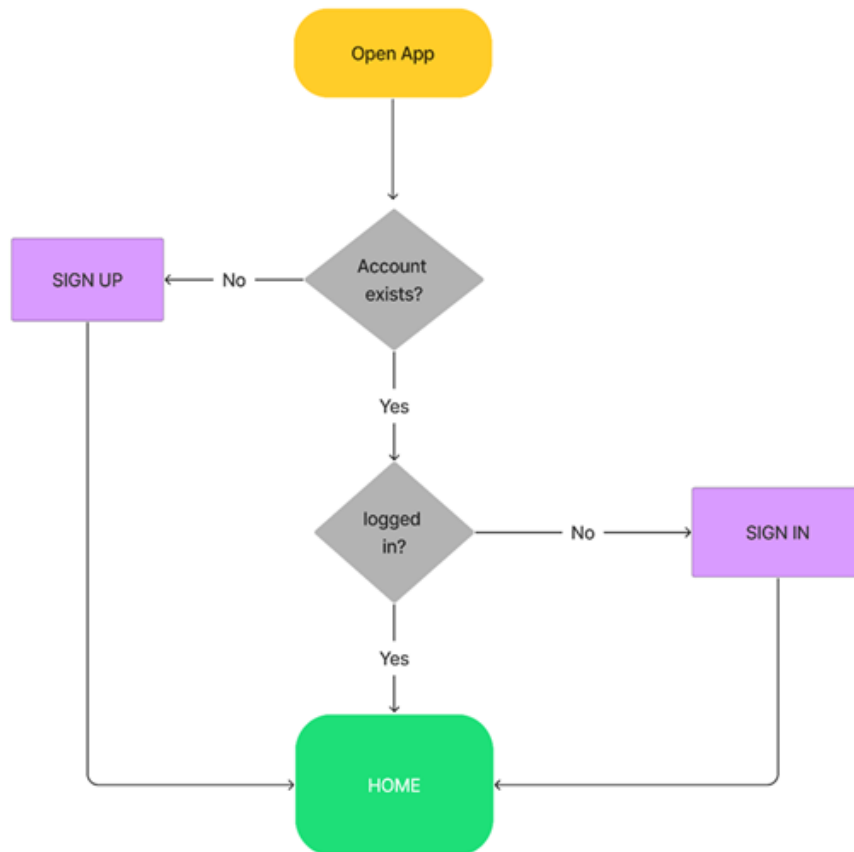 Open App
Account
exists?
No
SIGN UP
Yes
logged
in?
No
SIGN IN
Yes
HOME